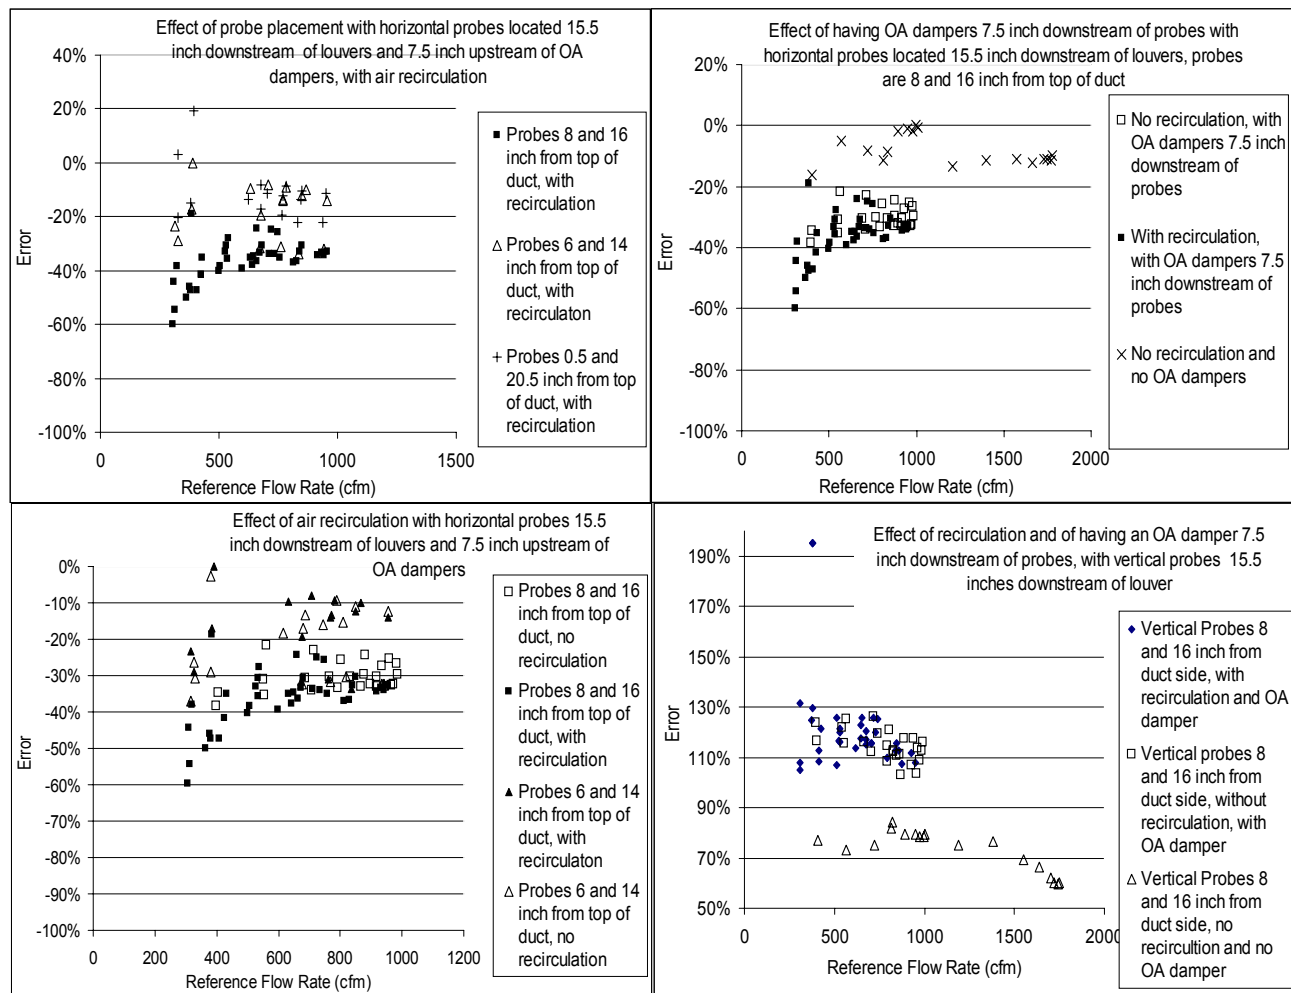 Effect of probe placement with horizontal probes located 15.5
inch downstream of louvers and 7.5 inch upstream of OA
dampers, with air recirculation
40%
20%
0%
-20%
-40%
-60%
-80%
-100%
Error
0
500
1000
1500
Reference Flow Rate (cfm)
Probes 8 and 16
inch from top of
duct, with
recirculation
Probes 6 and 14
inch from top of
duct, with
recirculaton
Probes 0.5 and
20.5 inch from top
of duct, with
recirculation
Effect of having OA dampers 7.5 inch downstream of probes with
horizontal probes located 15.5 inch downstream of louvers, probes
are 8 and 16 inch from top of duct
20%
0%
-20%
-40%
-60%
-80%
-100%
Error
0
500
1000
1500
2000
Reference Flow Rate (cfm)
No recirculation, with
OA dampers 7.5 inch
downstream of
probes
With recirculation,
with OA dampers 7.5
inch downstream of
probes
No recirculation and
no OA dampers
Effect of air recirculation with horizontal probes 15.5
inch downstream of louvers and 7.5 inch upstream of
OA dampers
0%
-10%
-20%
-30%
-40%
-50%
-60%
-70%
-80%
-90%
-100%
Error
0
200
400
600
800
1000
1200
Reference Flow Rate (cfm)
Probes 8 and 16
inch from top of
duct, no
recirculation
Probes 8 and 16
inch from top of
duct, with
recirculation
Probes 6 and 14
inch from top of
duct, with
recirculaton
Probes 6 and 14
inch from top of
duct, no
recirculation
Effect of recirculation and of having an OA damper 7.5
inch downstream of probes, with vertical probes 15.5
inches downstream of louver
190%
170%
150%
130%
110%
90%
70%
50%
Error
0
500
1000
1500
2000
Reference Flow Rate (cfm)
Vertical Probes 8
and 16 inch from
duct side, with
recirculation and OA
damper
Vertical probes 8
and 16 inch from
duct side, without
recirculation, with
OA damper
Vertical Probes 8
and 16 inch from
duct side, no
recircultion and no
OA damper